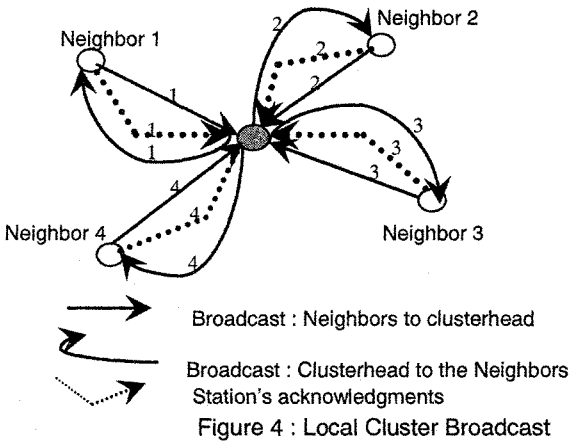 Neighbor 2
Neighbor 1
2
2
2
1
1
1
3
3
3
4
4
4
Neighbor 4
Neighbor 3
Broadcast : Neighbors to clusterhead
Broadcast : Clusterhead to the Neighbors
Station's acknowledgments
Figure 4 : Local Cluster Broadcast